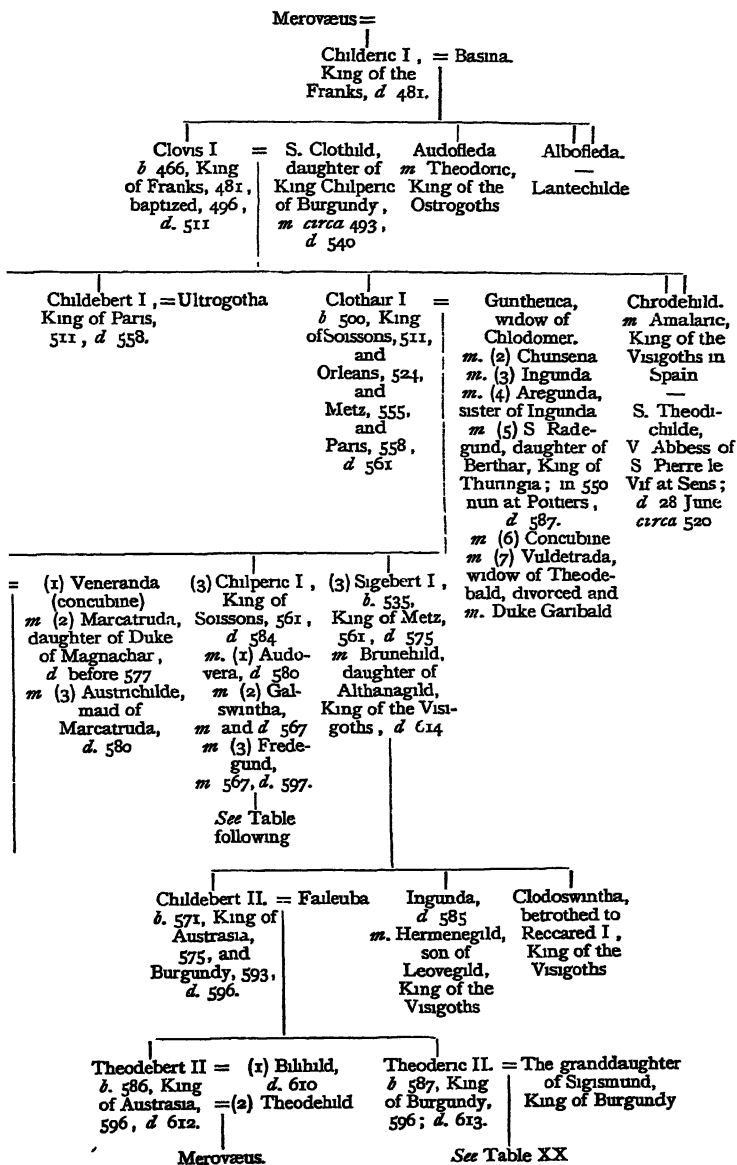 Merovæus =
Childeric I, = Basina.
King of the
Franks, d 481.
Clovis I
b 466, King
of Franks, 481,
baptized, 496,
d. 511
=
S. Clothild,
daughter of
King Chilperic
of Burgundy,
m circa 493,
d 540
Audofleda
m Theodoric,
King of the
Ostrogoths
Albofleda.
—
Lantechilde
Childebert I, = Ultrogotha
King of Paris,
511, d 558.
Clothair I
b 500, King
of Soissons, 511,
and
Orleans, 524,
and
Metz, 555,
and
Paris, 558,
d 561
=
Guntheuca,
widow of
Chlodomer.
m. (2) Chunsena
m. (3) Ingunda
m. (4) Aregunda,
sister of Ingunda
m (5) S Rade-
gund, daughter of
Berthar, King of
Thuringia; in 550
nun at Poitiers,
d 587.
m (6) Concubine
m (7) Vuldetrada,
widow of Theode-
bald, divorced and
m. Duke Garibald
Chrodehild.
m Amalaric,
King of the
Visigoths in
Spain
—
S. Theodi-
childe,
V Abbess of
S Pierre le
Vif at Sens;
d 28 June
circa 520
=
(1) Veneranda
(concubine)
m (2) Marcatruda,
daughter of Duke
of Magnachar,
d before 577
m (3) Austrichilde,
maid of
Marcatruda,
d. 580
(3) Chilperic I,
King of
Soissons, 561,
d 584
m. (1) Audo-
vera, d 580
m (2) Gal-
swintha,
m and d 567
m (3) Frede-
gund,
m 567, d. 597.
See Table
following
(3) Sigebert I,
b. 535,
King of Metz,
561, d 575
m Brunehild,
daughter of
Althanagild,
King of the Visi-
goths, d 614
Childebert II. = Faileuba
b. 571, King of
Austrasia,
575, and
Burgundy, 593,
d. 596.
Ingunda,
d 585
m. Hermenegild,
son of
Leovegild,
King of the
Visigoths
Clodoswintha,
betrothed to
Reccared I,
King of the
Visigoths
Theodebert II = (1) Bilihild,
b. 586, King d. 610
of Austrasia, =(2) Theodehild
596, d 612.
Merovæus.
Theoderic II. = The granddaughter
b 587, King of Sigismund,
of Burgundy, King of Burgundy
596; d. 613.
See Table XX